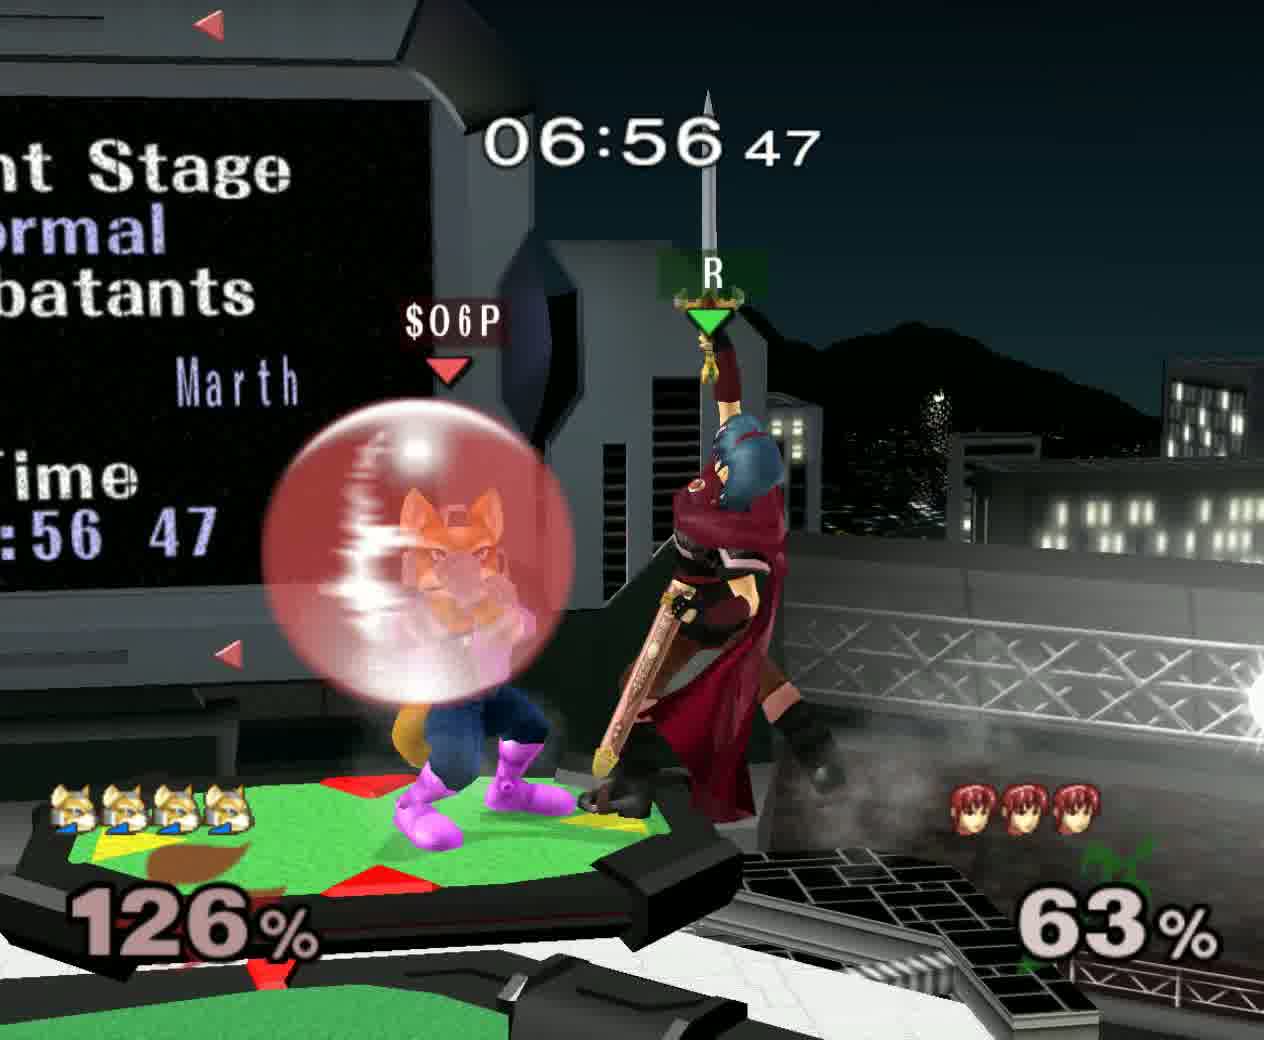 nt Stage
ormal
batants
Marth
Time
:56 47
06:56 47
R
$06P
126%
63%